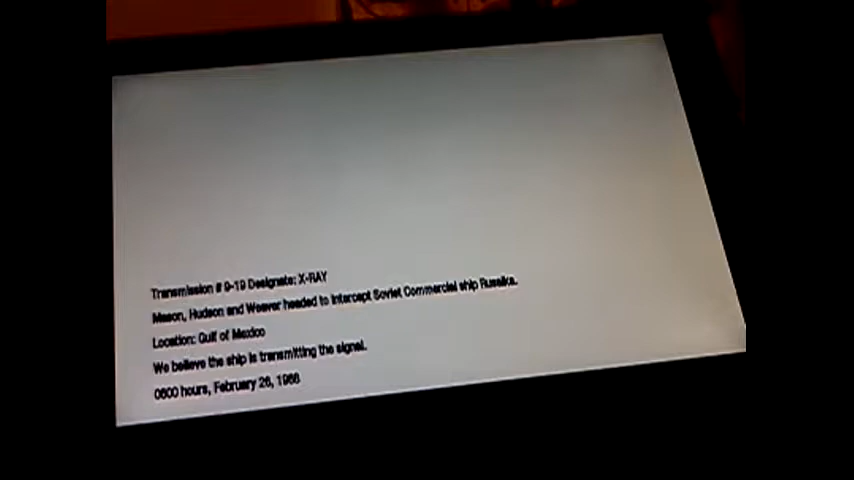 Transmission # 9-19 Designate: X-RAY
Mason, Hudson and Weaver headed to intercept Soviet Commercial ship Rusalka.
Location: Gulf of Mexico
We believe the ship is transmitting the signal.
0600 hours, February 26, 1968